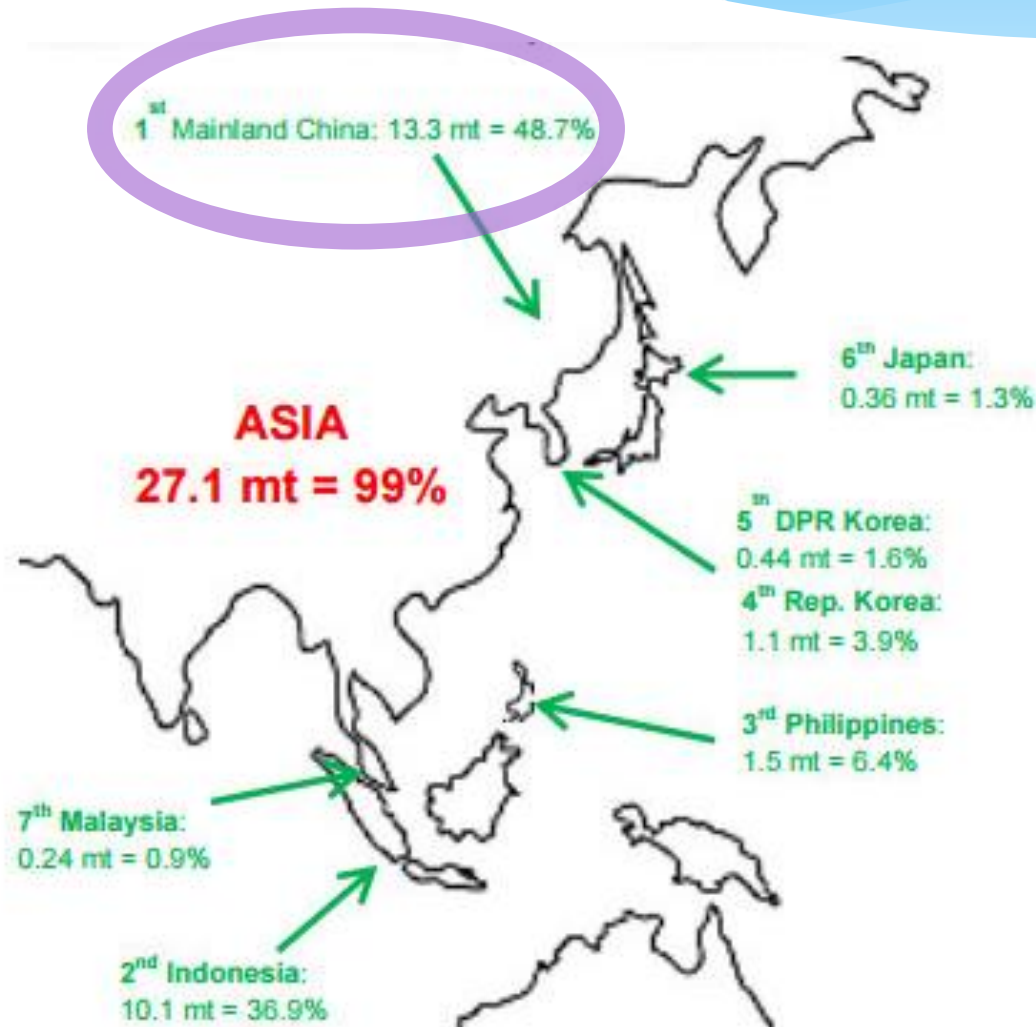 1st Mainland China: 13.3 mt = 48.7%
6th Japan:
0.36 mt = 1.3%
ASIA
27.1 mt = 99%
5th DPR Korea:
0.44 mt = 1.6%
4th Rep. Korea:
1.1 mt = 3.9%
3rd Philippines:
1.5 mt = 6.4%
7th Malaysia:
0.24 mt = 0.9%
2nd Indonesia:
10.1 mt = 36.9%